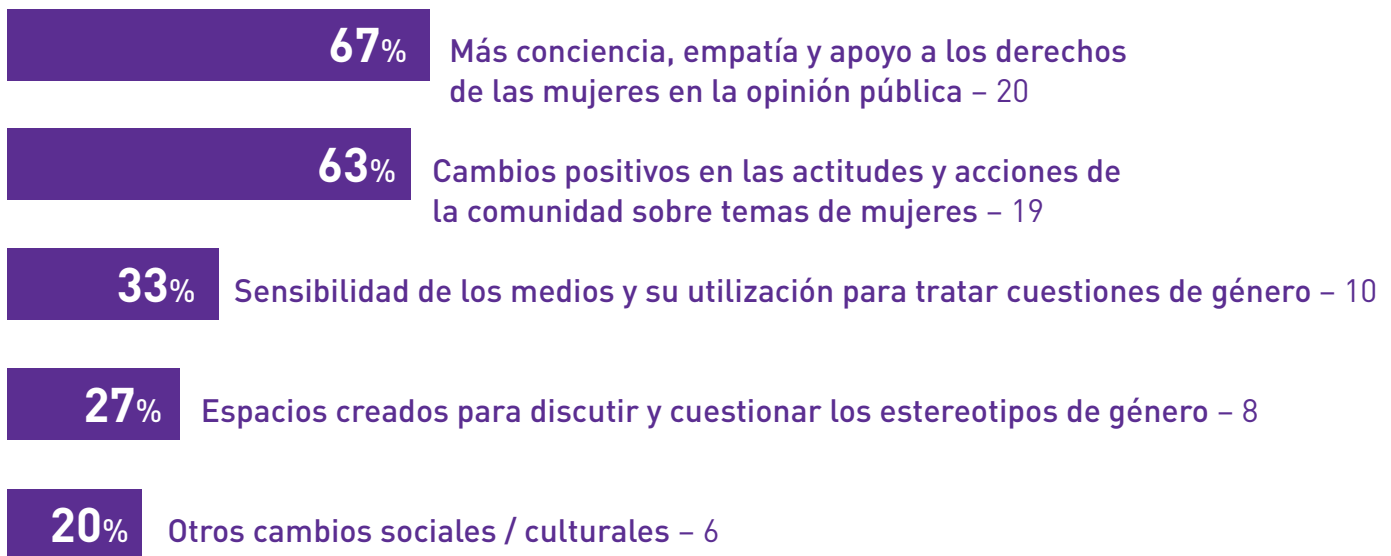 67% Más conciencia, empatía y apoyo a los derechos
de las mujeres en la opinión pública – 20
63% Cambios positivos en las actitudes y acciones de
la comunidad sobre temas de mujeres – 19
33% Sensibilidad de los medios y su utilización para tratar cuestiones de género – 10
27% Espacios creados para discutir y cuestionar los estereotipos de género – 8
20% Otros cambios sociales / culturales – 6